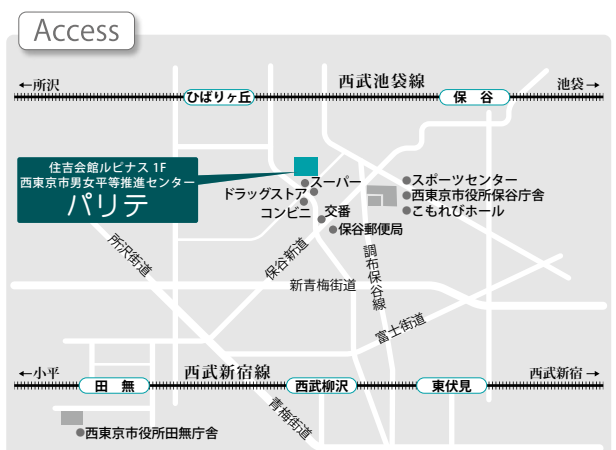 Access
←所沢
西武池袋線
池袋→
ひばりヶ丘
保 谷
住吉会館ルピナス 1F
西東京市男女平等推進センター
パリテ
スーパー
ドラッグストア
コンビニ
交番
保谷郵便局
スポーツセンター
西東京市役所保谷庁舎
こもれびホール
所沢街道
保谷新道
調布保谷線
新青梅街道
富士街道
←小平
西武新宿線
西武新宿→
田 無
西武柳沢
東伏見
青梅街道
西東京市役所田無庁舎